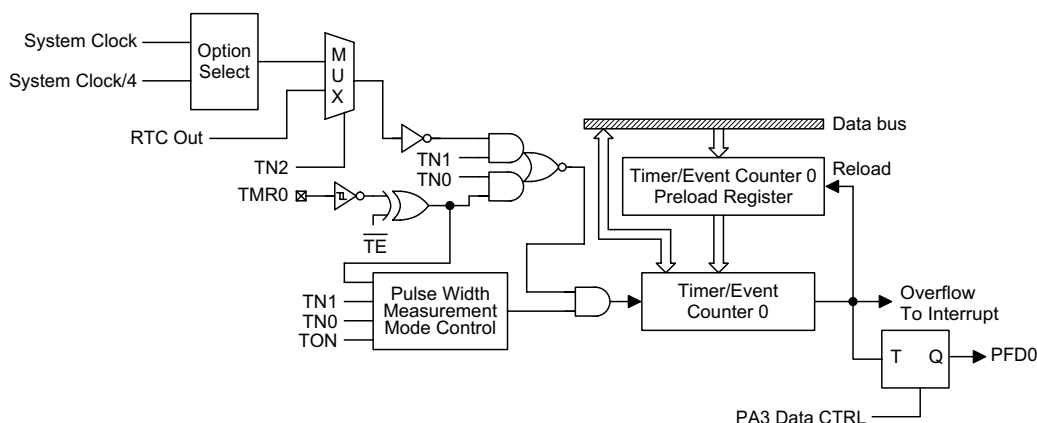 System Clock
System Clock/4
Option
Select
M
U
X
RTC Out
TN2
TMR0
TE
TN1
TN0
Data bus
Timer/Event Counter 0
Preload Register
Reload
TN1
TN0
TON
Pulse Width
Measurement
Mode Control
Timer/Event
Counter 0
Overflow
To Interrupt
T
Q
PFD0
PA3 Data CTRL